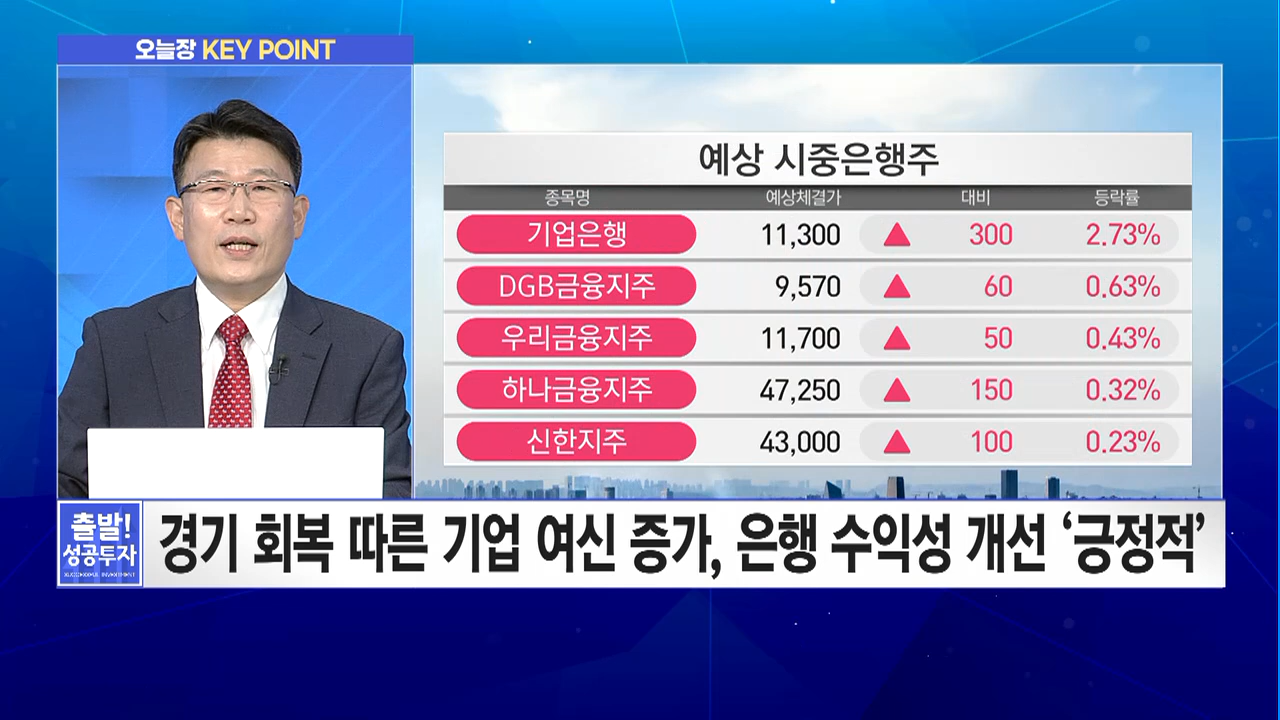 오늘장 KEY POINT
예상 시중은행주
종목명 예상체결가 대비 등락률
기업은행 11,300 ▲ 300 2.73%
DGB금융지주 9,570 ▲ 60 0.63%
우리금융지주 11,700 ▲ 50 0.43%
하나금융지주 47,250 ▲ 150 0.32%
신한지주 43,000 ▲ 100 0.23%
출발!
성공투자
경기 회복 따른 기업 여신 증가, 은행 수익성 개선 ‘긍정적’